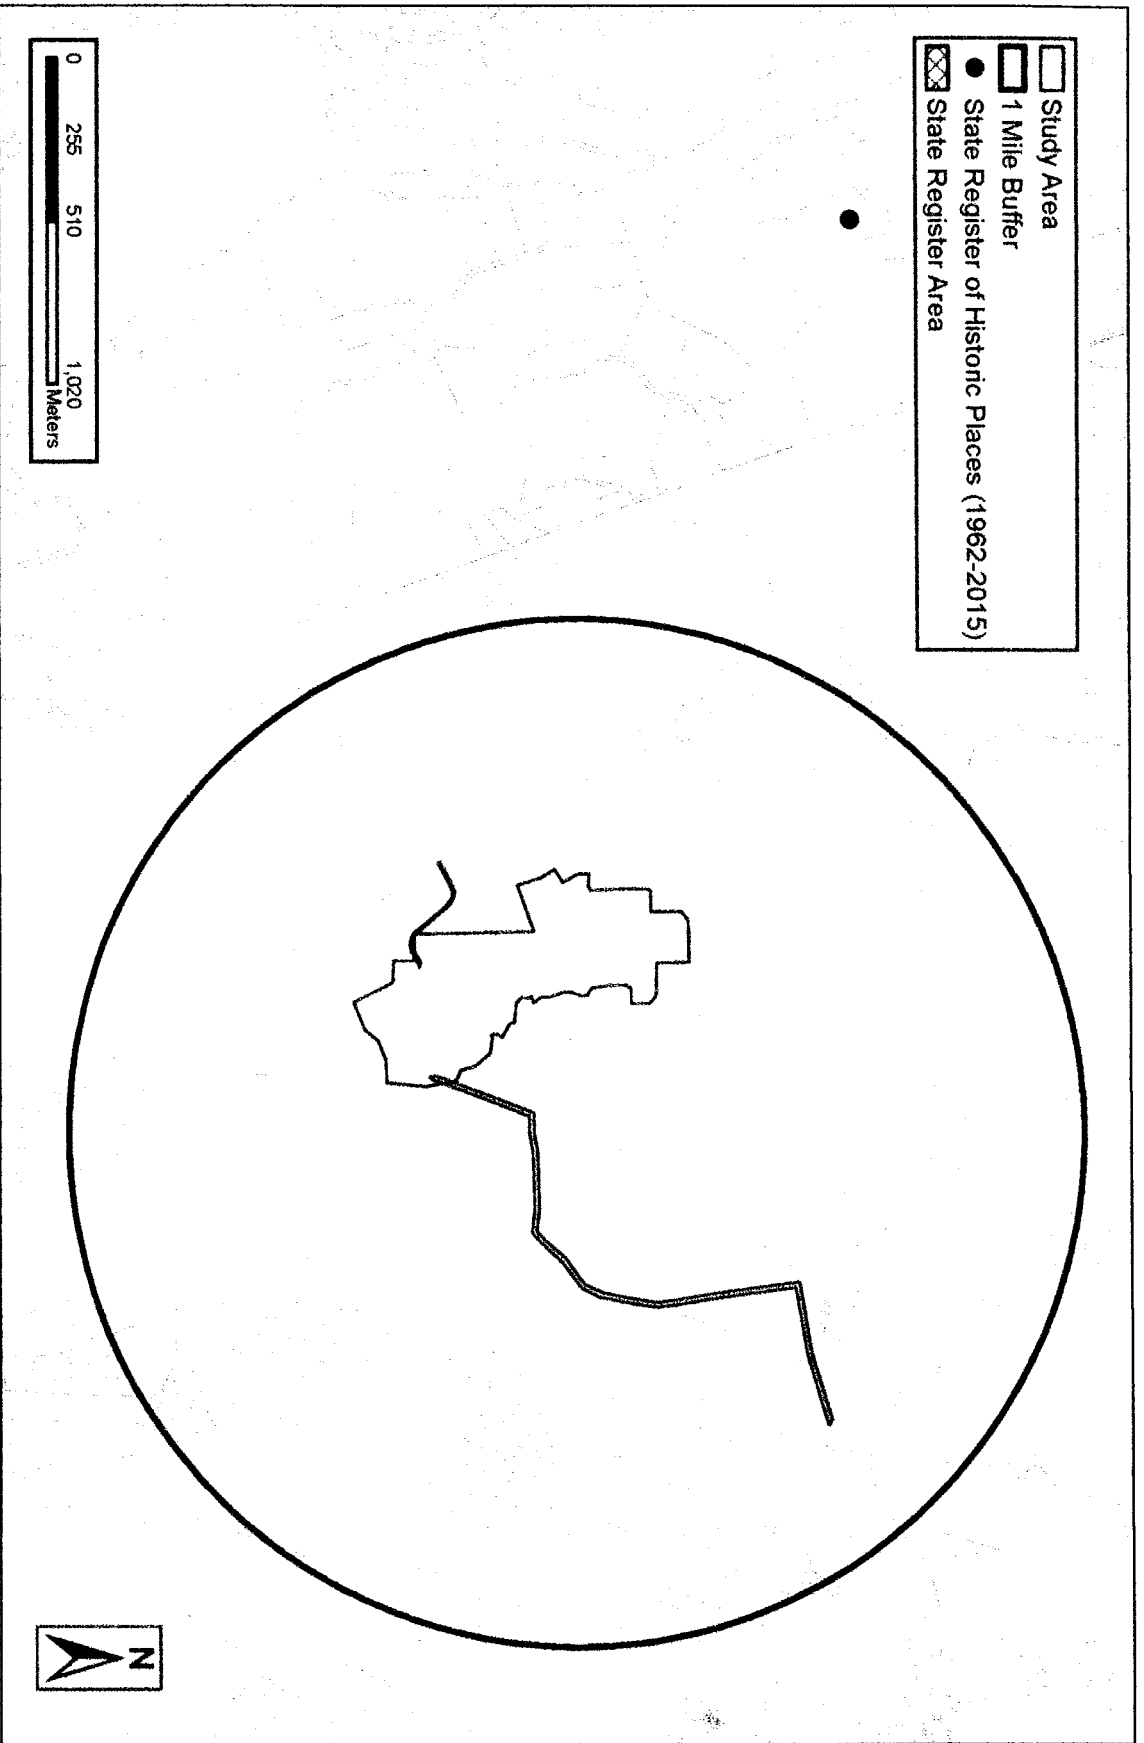 Study Area
1 Mile Buffer
State Register of Historic Places (1962-2015)
State Register Area
0 255 510 1,020
Meters
N